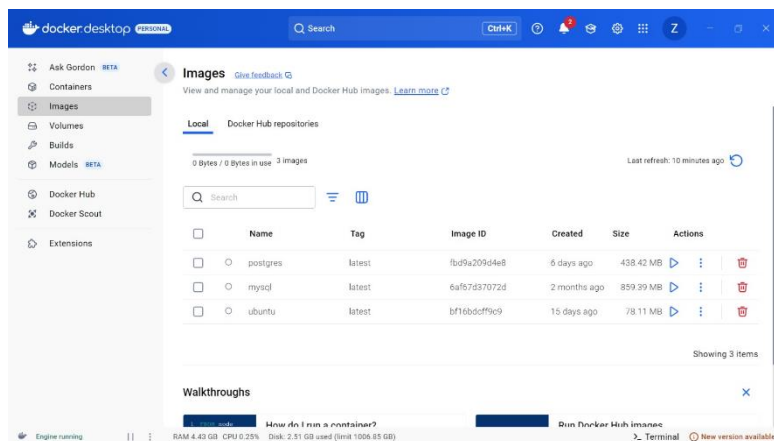 docker.desktop PERSONAL Search Ctrl+K 2 Z
Ask Gordon BETA
Containers
Images
Volumes
Builds
Models BETA
Docker Hub
Docker Scout
Extensions
Images Give feedback
View and manage your local and Docker Hub images. Learn more
Local Docker Hub repositories
0 Bytes / 0 Bytes in use 3 images Last refresh: 10 minutes ago
Search
Name Tag Image ID Created Size Actions
postgres latest fbd9a209d4e8 6 days ago 438.42 MB
mysql latest 6af67d37072d 2 months ago 859.39 MB
ubuntu latest bf16bdcff9c9 15 days ago 78.11 MB
Showing 3 items
Walkthroughs
How do I run a container? Run Docker Hub images
Engine running RAM 4.43 GB CPU 0.25% Disk: 2.51 GB used (limit 1006.85 GB) Terminal New version available